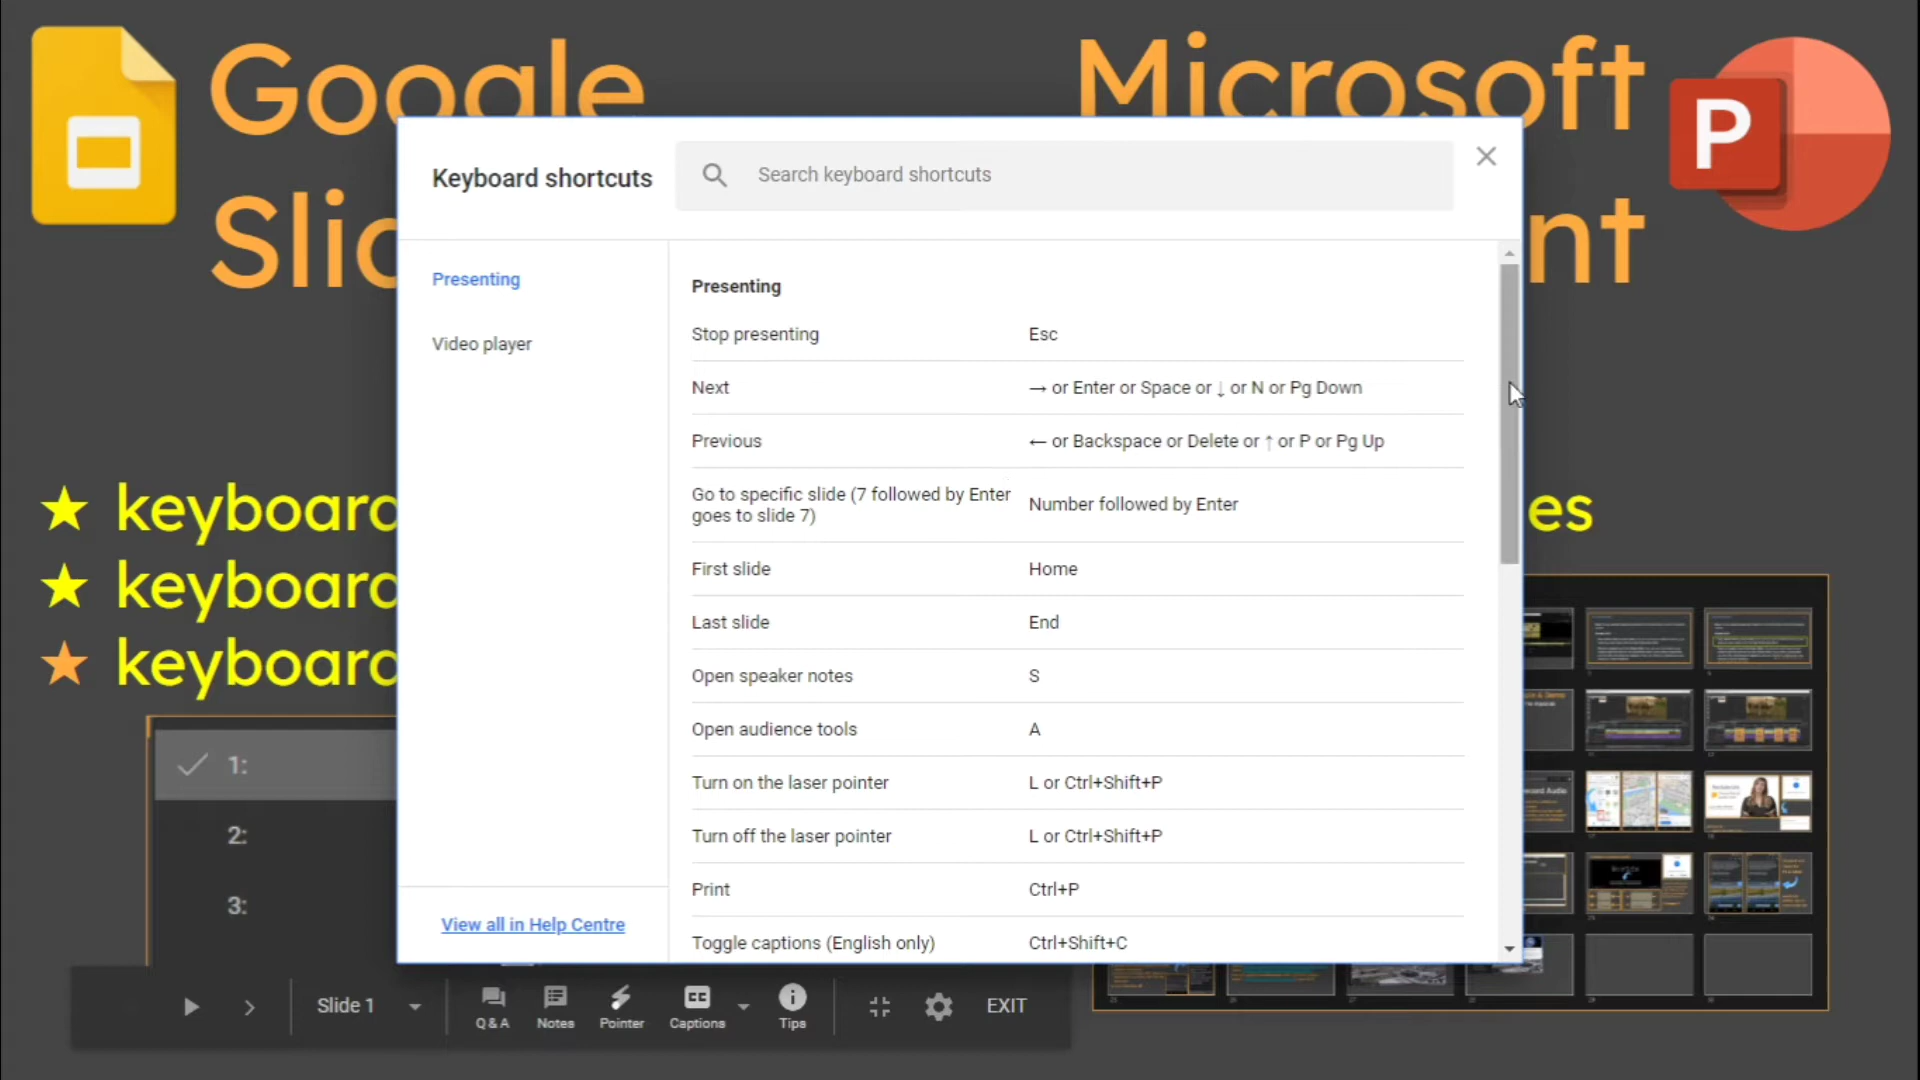 Google
Slid
Microsoft
nt
P
Keyboard shortcuts
Search keyboard shortcuts
Presenting
Video player
View all in Help Centre
Presenting
Stop presenting Esc
Next → or Enter or Space or ↓ or N or Pg Down
Previous ← or Backspace or Delete or ↑ or P or Pg Up
Go to specific slide (7 followed by Enter
goes to slide 7) Number followed by Enter
First slide Home
Last slide End
Open speaker notes S
Open audience tools A
Turn on the laser pointer L or Ctrl+Shift+P
Turn off the laser pointer L or Ctrl+Shift+P
Print Ctrl+P
Toggle captions (English only) Ctrl+Shift+C
★ keyboard
★ keyboard
★ keyboard
es
1:
2:
3:
Slide 1
Q & A
Notes
Pointer
CC
Captions
Tips
EXIT